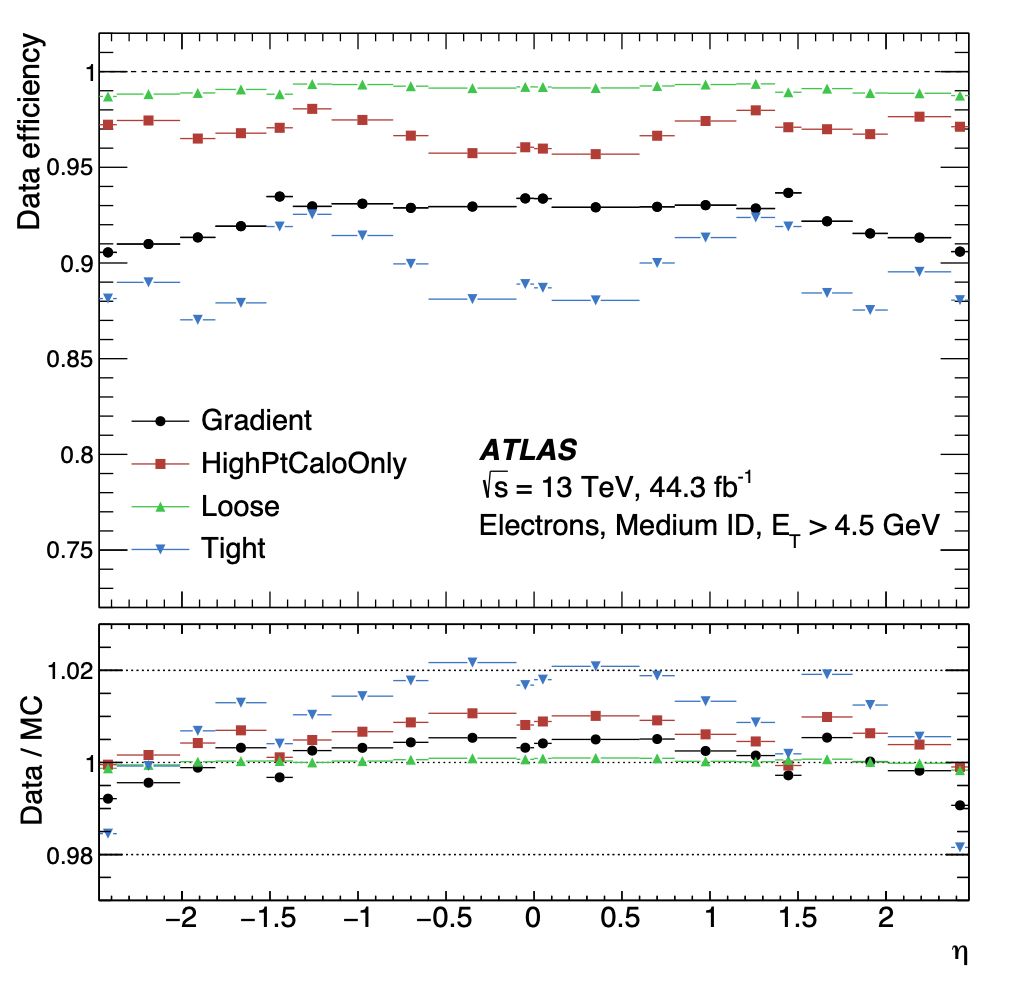 Data efficiency
1
0.95
0.9
0.85
0.8
0.75
Gradient
HighPtCaloOnly
Loose
Tight
ATLAS
√s = 13 TeV, 44.3 fb⁻¹
Electrons, Medium ID, E_T > 4.5 GeV
Data / MC
1.02
1
0.98
−2 −1.5 −1 −0.5 0 0.5 1 1.5 2
η